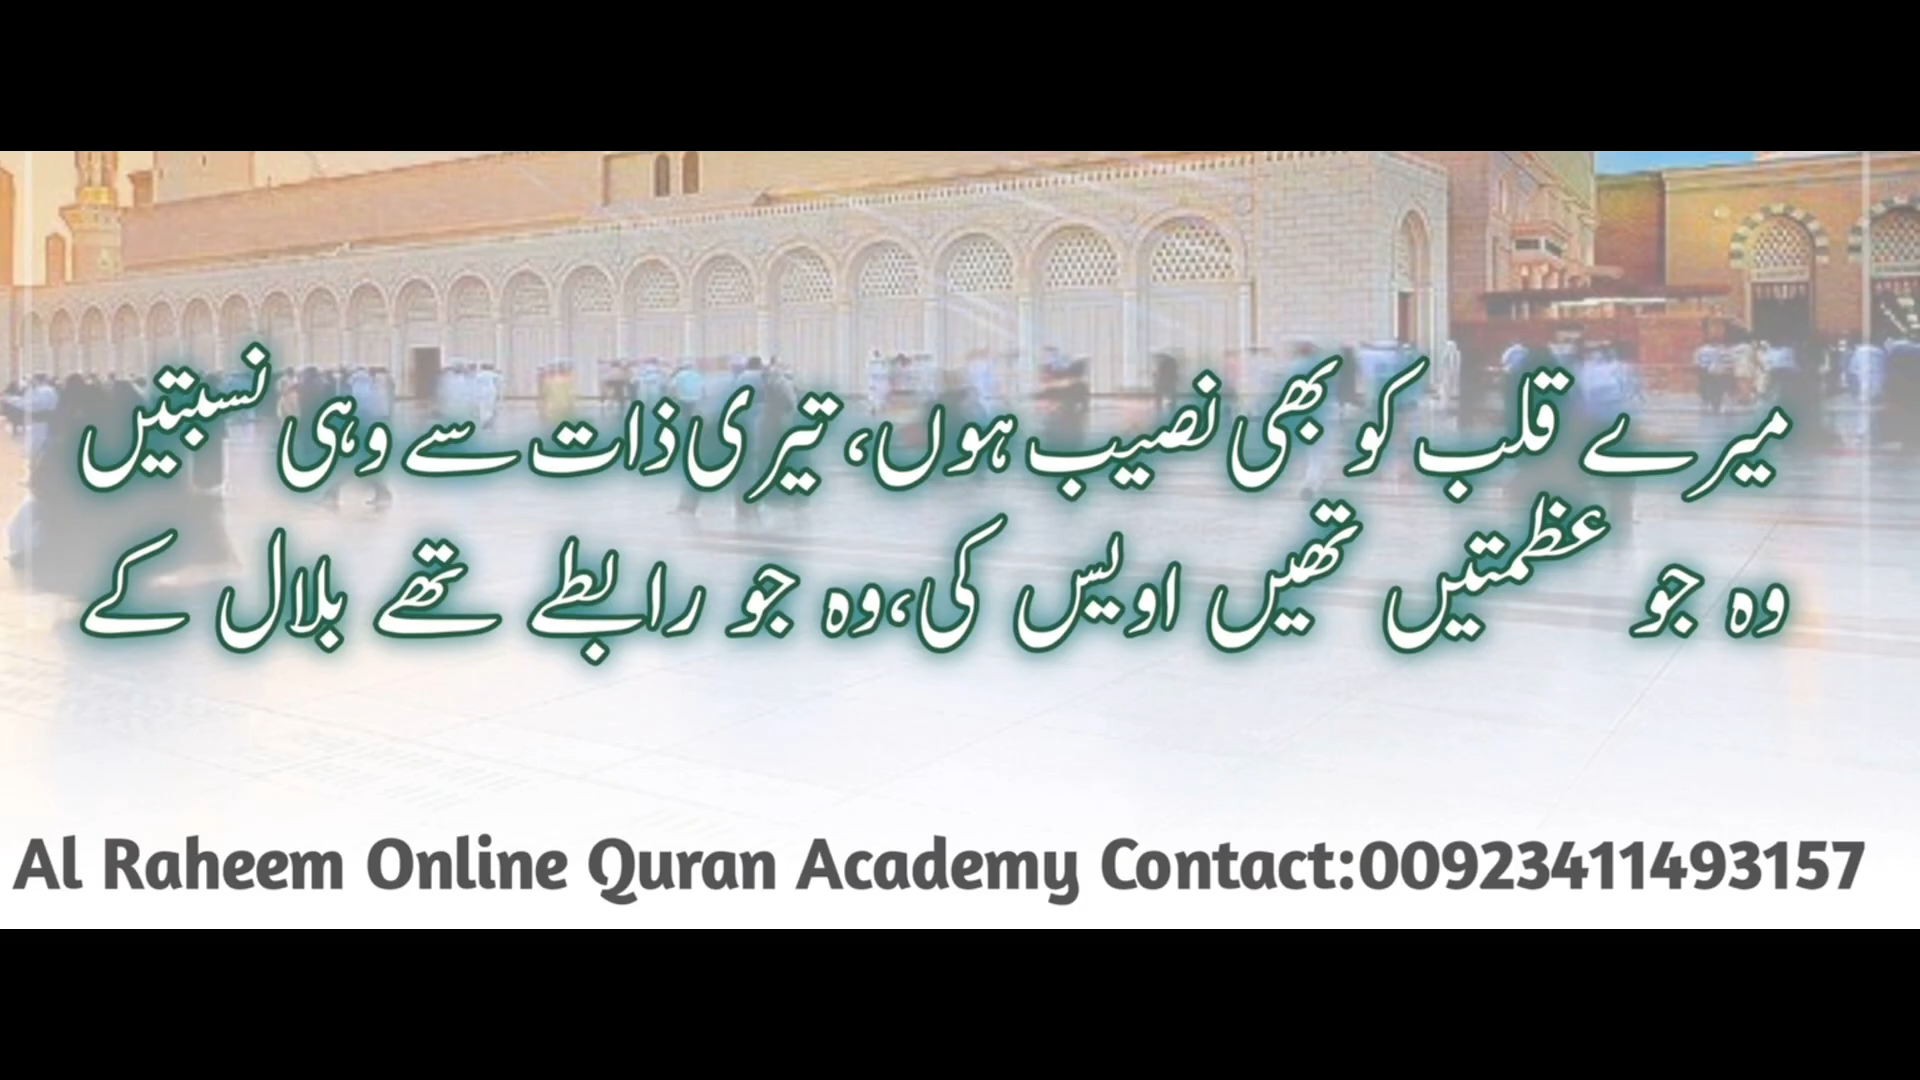 میرے قلب کو بھی نصیب ہوں، تیری ذات سے وہی نسبتیں
وہ جو عظمتیں تھیں اویس کی،وہ جو رابطے تھے بلال کے
Al Raheem Online Quran Academy Contact:00923411493157